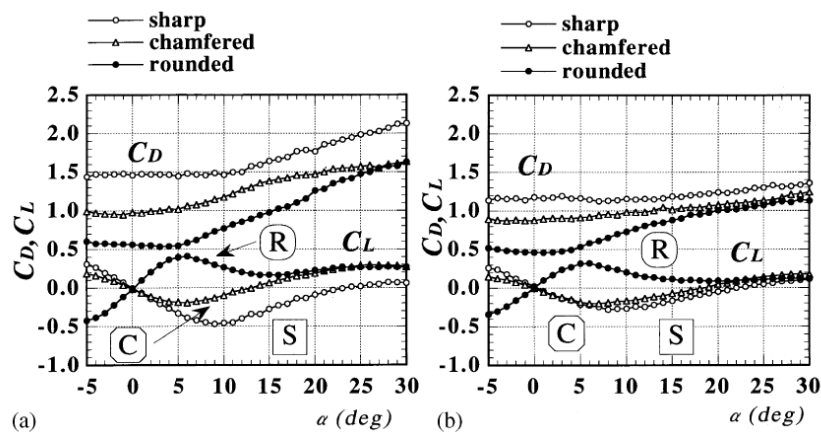 sharp
chamfered
rounded
2.5
2.0
1.5
1.0
0.5
0.0
-0.5
-1.0
CD, CL
CD
CL
R
C
S
-5 0 5 10 15 20 25 30
(a)
α (deg)
sharp
chamfered
rounded
2.5
2.0
1.5
1.0
0.5
0.0
-0.5
-1.0
CD, CL
CD
R
CL
C
S
-5 0 5 10 15 20 25 30
(b)
α (deg)